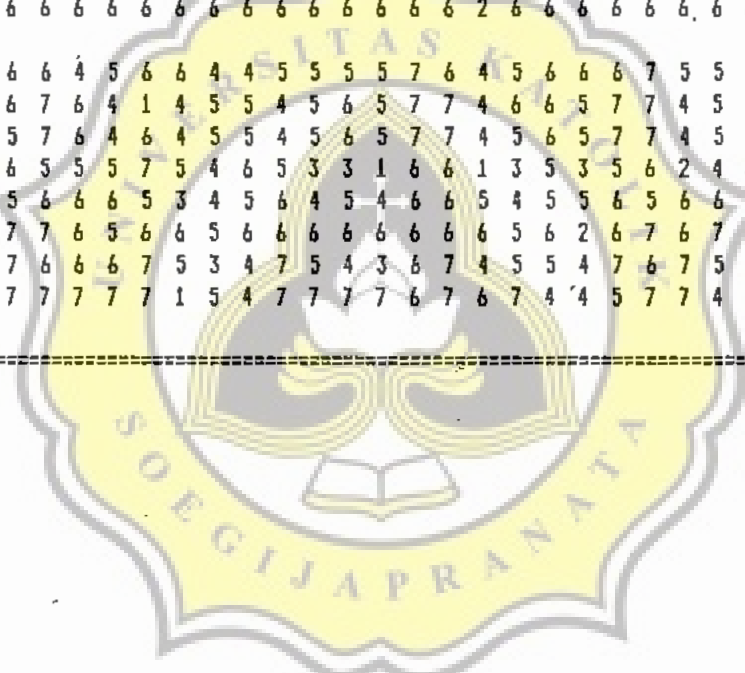 6 6 6 6 6 6 6 6 6 6 6 6 6 6 2 6 6 6 6 6 6. 6
6 6 4 5 6 6 4 4 5 5 5 5 7 6 4 5 6 6 6 7 5 5
6 7 6 4 1 4 5 5 4 5 6 5 7 7 4 6 6 5 7 7 4 5
5 7 6 4 6 4 5 5 4 5 6 5 7 7 4 5 6 5 7 7 4 5
6 5 5 5 7 5 4 6 5 3 3 1 6 6 1 3 5 3 5 6 2 4
5 6 6 6 5 3 4 5 6 4 5 4 6 6 5 4 5 5 6 5 6 6
7 7 6 5 6 6 5 6 6 6 6 6 6 6 6 5 6 2 6 7 6 7
7 6 6 6 7 5 3 4 7 5 4 3 6 7 4 5 5 4 7 6 7 5
7 7 7 7 7 1 5 4 7 7 7 7 6 7 6 7 4 4 5 7 7 4
UNIVERSITAS KATOLIK
SOEGIJAPRANATA